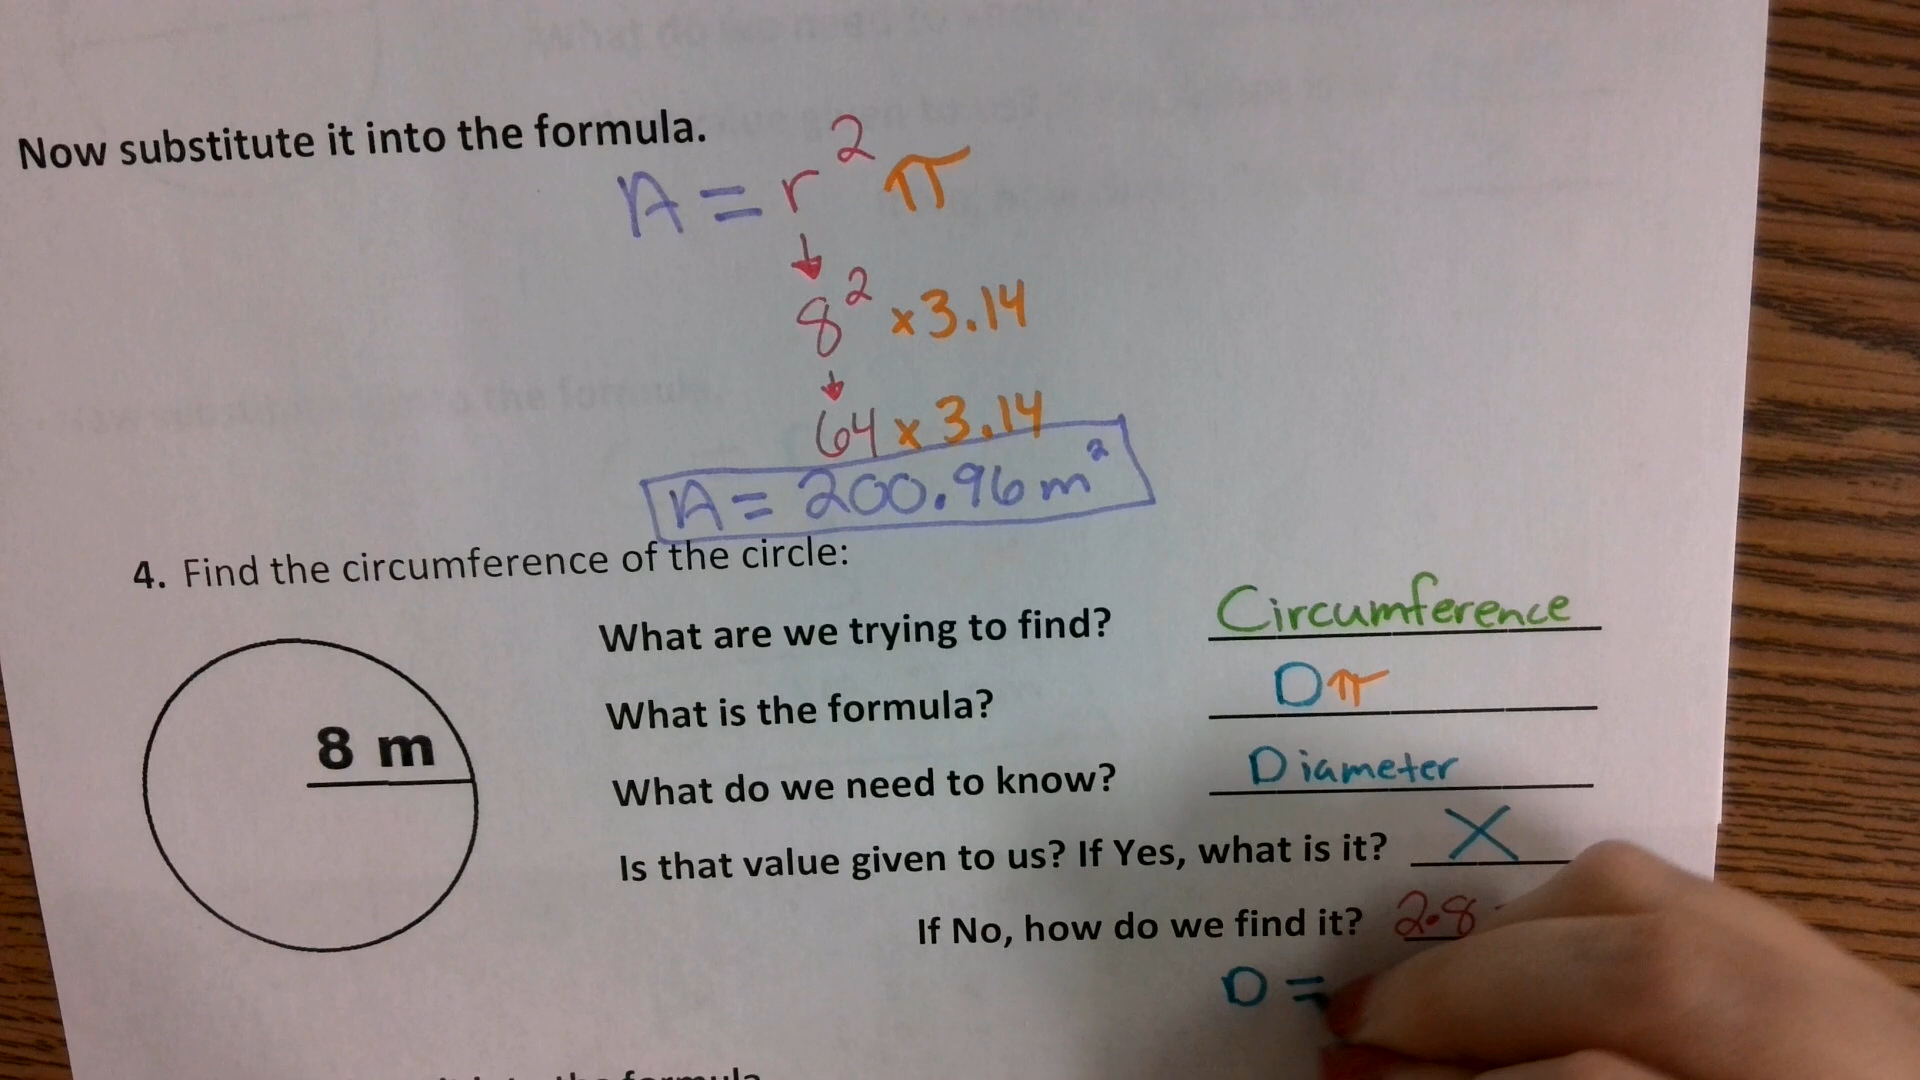 Now substitute it into the formula.
A = r² π
8² × 3.14
64 × 3.14
A = 200.96 m²
4. Find the circumference of the circle:
What are we trying to find? Circumference
What is the formula? Dπ
8 m
What do we need to know? Diameter
Is that value given to us? If Yes, what is it? X
If No, how do we find it? 2·8
D =
the formula